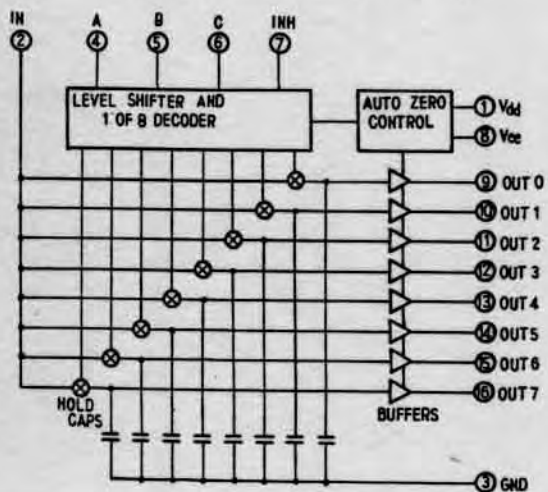 IN A B C INH
2 4 5 6 7
LEVEL SHIFTER AND
1 OF 8 DECODER
AUTO ZERO
CONTROL
1 Vdd
8 Vee
9 OUT 0
10 OUT 1
11 OUT 2
12 OUT 3
13 OUT 4
14 OUT 5
15 OUT 6
16 OUT 7
HOLD
CAPS
BUFFERS
3 GND